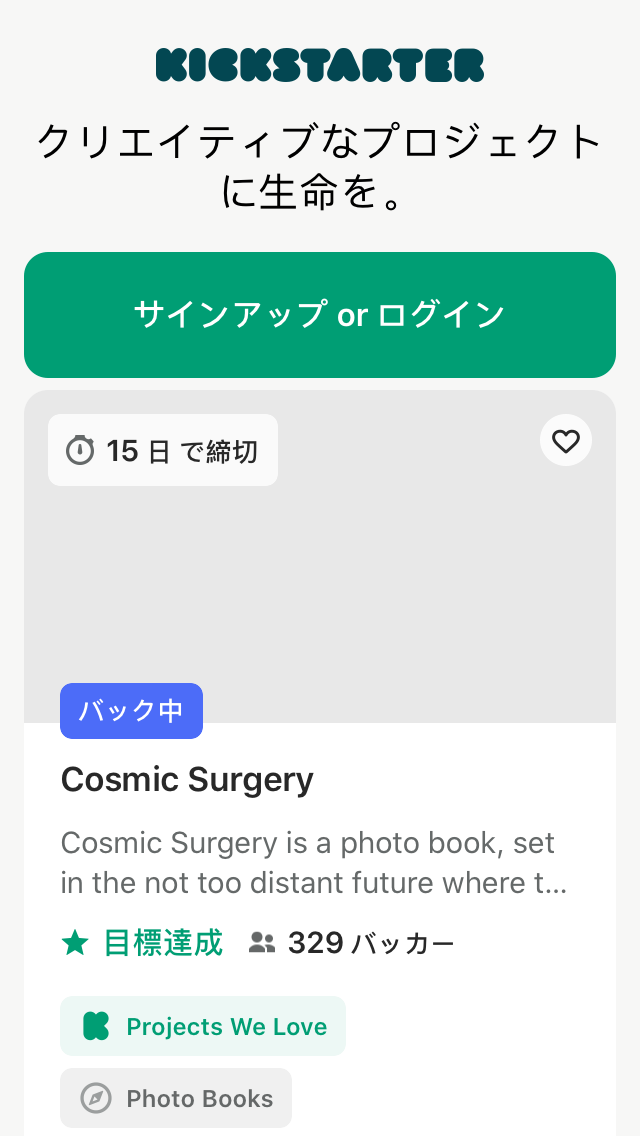 KICKSTARTER
クリエイティブなプロジェクト
に生命を。
サインアップ or ログイン
15 日 で締切
バック中
Cosmic Surgery
Cosmic Surgery is a photo book, set
in the not too distant future where t...
目標達成 329 バッカー
Projects We Love
Photo Books